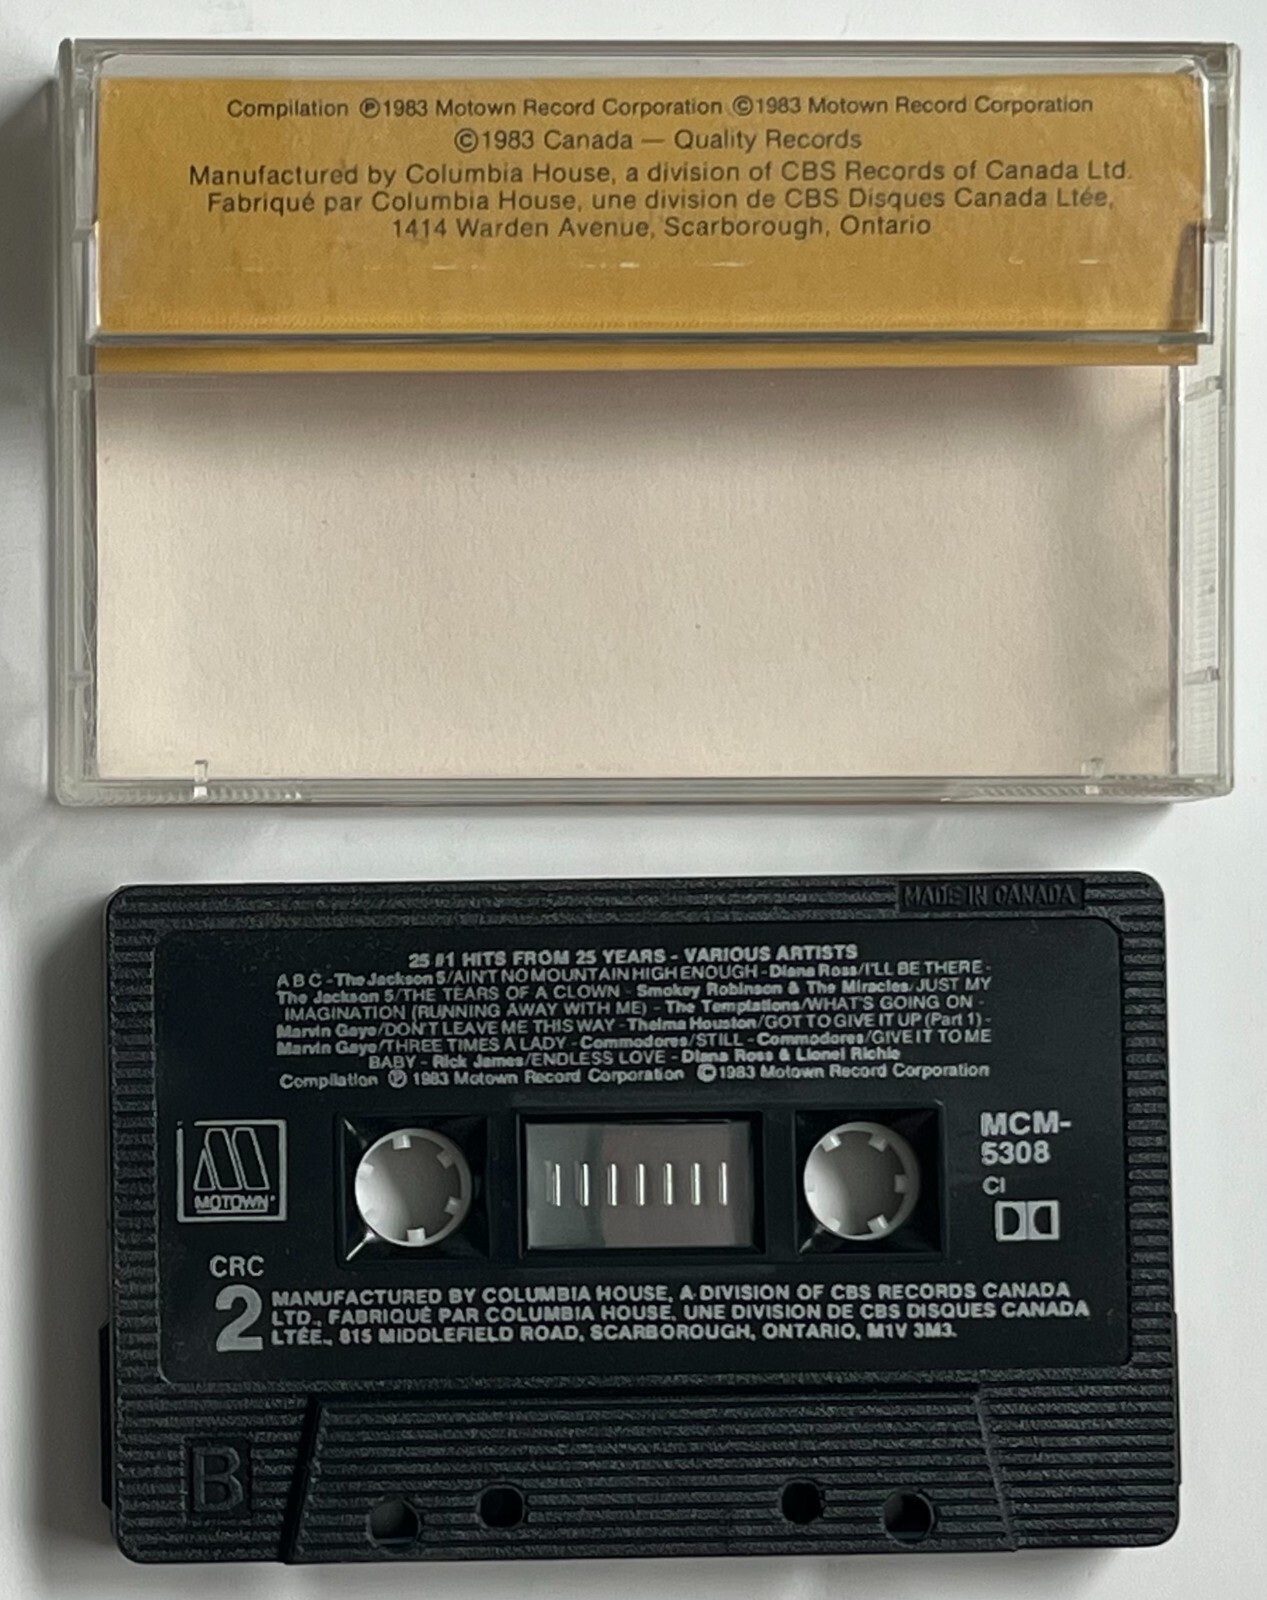 Compilation Ⓟ1983 Motown Record Corporation ©1983 Motown Record Corporation
©1983 Canada — Quality Records
Manufactured by Columbia House, a division of CBS Records of Canada Ltd.
Fabriqué par Columbia House, une division de CBS Disques Canada Ltée,
1414 Warden Avenue, Scarborough, Ontario
MADE IN CANADA
25 #1 HITS FROM 25 YEARS - VARIOUS ARTISTS
A B C - The Jackson 5/AIN'T NO MOUNTAIN HIGH ENOUGH - Diana Ross/I'LL BE THERE -
The Jackson 5/THE TEARS OF A CLOWN - Smokey Robinson & The Miracles/JUST MY
IMAGINATION (RUNNING AWAY WITH ME) - The Temptations/WHAT'S GOING ON -
Marvin Gaye/DON'T LEAVE ME THIS WAY - Thelma Houston/GOT TO GIVE IT UP (Part 1) -
Marvin Gaye/THREE TIMES A LADY - Commodores/STILL - Commodores/GIVE IT TO ME
BABY - Rick James/ENDLESS LOVE - Diana Ross & Lionel Richie
Compilation Ⓟ 1983 Motown Record Corporation ©1983 Motown Record Corporation
MOTOWN
MCM-
5308
CI
CRC
2
MANUFACTURED BY COLUMBIA HOUSE, A DIVISION OF CBS RECORDS CANADA
LTD., FABRIQUÉ PAR COLUMBIA HOUSE, UNE DIVISION DE CBS DISQUES CANADA
LTÉE., 815 MIDDLEFIELD ROAD, SCARBOROUGH, ONTARIO, M1V 3M3.
B